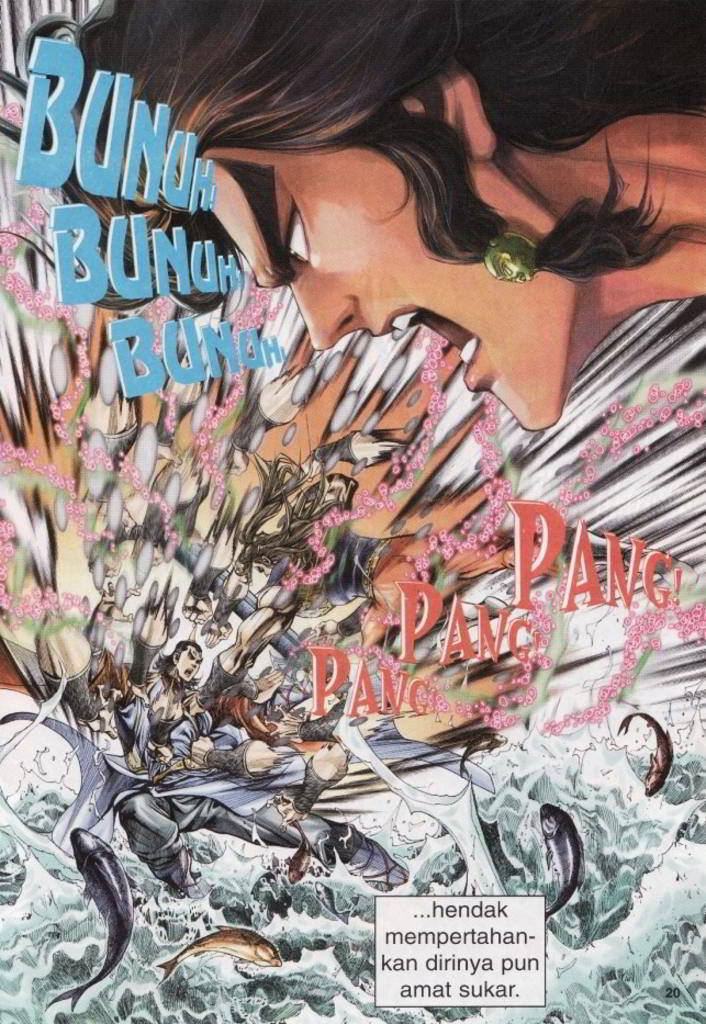 BUNUH!
BUNUH!
BUNUH!
PANG!
PANG!
PANG!
...hendak
mempertahan-
kan dirinya pun
amat sukar.
20